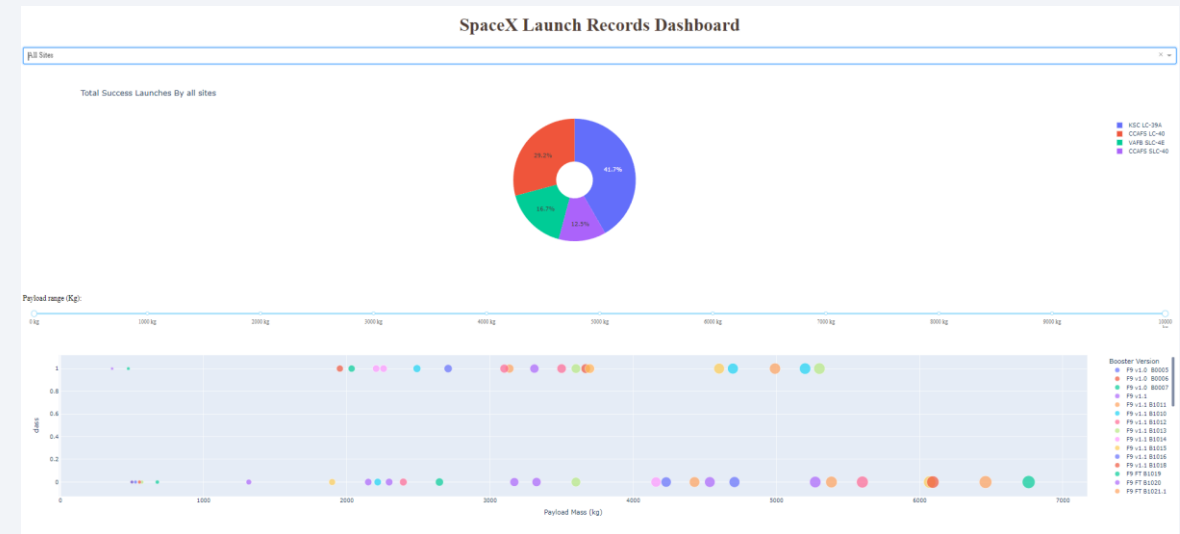 SpaceX Launch Records Dashboard
All Sites
Total Success Launches By all sites
29.2%
41.7%
16.7%
12.5%
KSC LC-39A
CCAFS LC-40
VAFB SLC-4E
CCAFS SLC-40
Payload range (Kg):
0 kg 1000 kg 2000 kg 3000 kg 4000 kg 5000 kg 6000 kg 7000 kg 8000 kg 9000 kg 10000
class
1
0.8
0.6
0.4
0.2
0
0 1000 2000 3000 4000 5000 6000 7000
Payload Mass (kg)
Booster Version
F9 v1.0 B0003
F9 v1.0 B0006
F9 v1.0 B0007
F9 v1.1
F9 v1.1 B1011
F9 v1.1 B1010
F9 v1.1 B1012
F9 v1.1 B1013
F9 v1.1 B1014
F9 v1.1 B1015
F9 v1.1 B1016
F9 v1.1 B1018
F9 FT B1019
F9 FT B1020
F9 FT B1021.1